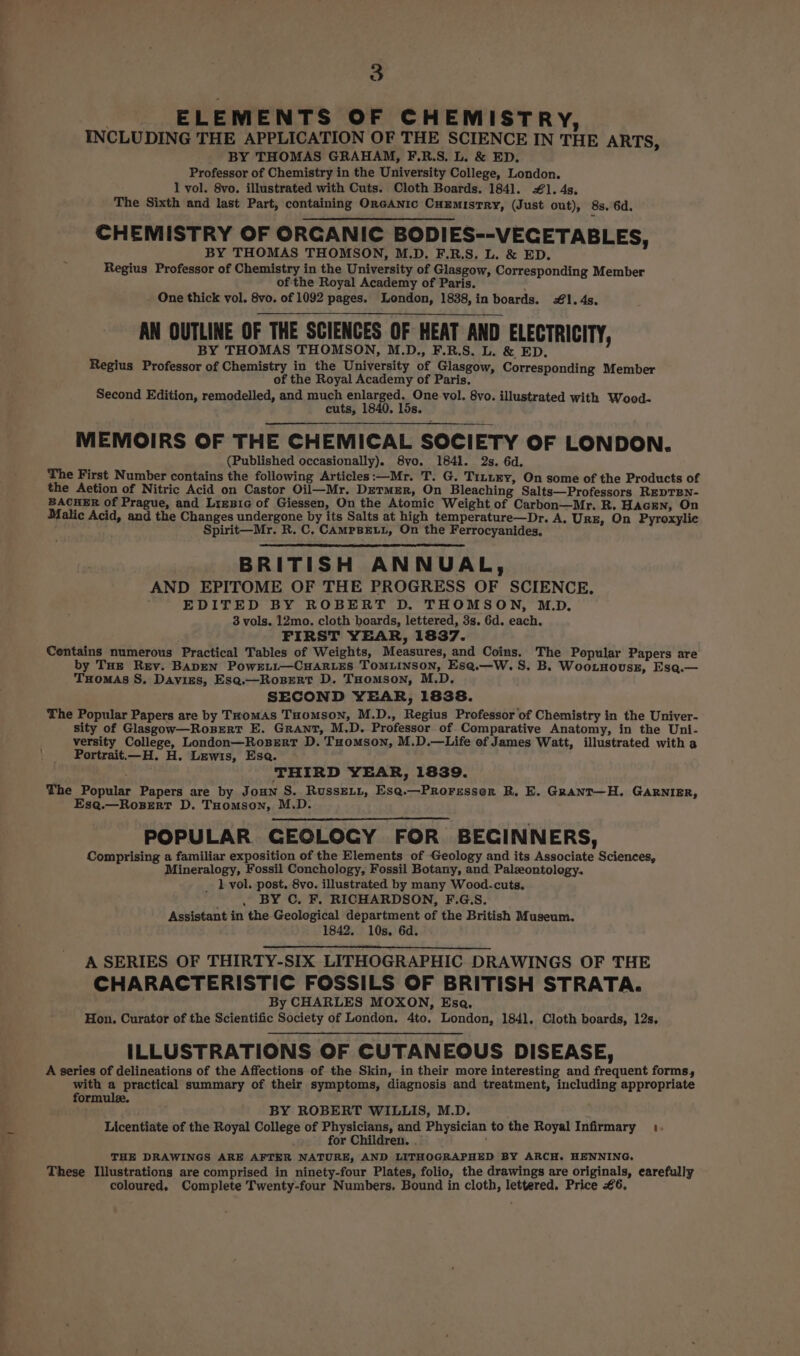 3
ELEMENTS OF CHEMISTRY,
INCLUDING THE APPLICATION OF THE SCIENCE IN THE ARTS,
BY THOMAS GRAHAM, F.R.S. L. & ED.
Professor of Chemistry in the University College, London.
1 vol. 8vo. illustrated with Cuts. Cloth Boards. 1841. £1. 4s.
The Sixth and last Part, containing ORGANIC CHEMISTRY, (Just out), 8s. 6d.
CHEMISTRY OF ORGANIC BODIES--VEGETABLES,
BY THOMAS THOMSON, M.D. F.R.S. L. & ED.
Regius Professor of Chemistry in the University of Glasgow, Corresponding Member
of the Royal Academy of Paris.
One thick vol. 8vo. of 1092 pages. London, 1838, in boards. £1. 4s.
AN OUTLINE OF THE SCIENCES OF HEAT AND ELECTRICITY,
BY THOMAS THOMSON, M.D., F.R.S. L. & ED.
Regius Professor of Chemistry in the University of Glasgow, Corresponding Member
of the Royal Academy of Paris.
Second Edition, remodelled, and much enlarged. One vol. 8vo. illustrated with Wood-
cuts, 1840. 15s.
MEMOIRS OF THE CHEMICAL SOCIETY OF LONDON.
(Published occasionally). 8vo. 1841. 2s. 6d.
The First Number contains the following Articles:—Mr. T. G. TILLEY, On some of the Products of
the Action of Nitric Acid on Castor Oil—Mr. DETMER, On Bleaching Salts—Professors REDTEN-
BACHER of Prague, and LIEBIG of Giessen, On the Atomic Weight of Carbon—Mr. R. HAGEN, On
Malic Acid, and the Changes undergone by its Salts at high temperature—Dr. A. URE, On Pyroxylic
Spirit—Mr. R. C. CAMPBELL, On the Ferrocyanides.
BRITISH ANNUAL,
AND EPITOME OF THE PROGRESS OF SCIENCE.
EDITED BY ROBERT D. THOMSON, M.D.
3 vols. 12mo. cloth boards, lettered, 3s. 6d. each.
FIRST YEAR, 1837.
Contains numerous Practical Tables of Weights, Measures, and Coins. The Popular Papers are
by THE REV. BADEN POWELL—CHARLES TOMLINSON, ESQ.—W. S. B. WOOLHOUSE, ESQ.—
THOMAS S. DAVIES, ESQ.—ROBERT D. THOMSON, M.D.
SECOND YEAR, 1838.
The Popular Papers are by THOMAS THOMSON, M.D., Regius Professor of Chemistry in the Univer-
sity of Glasgow—ROBERT E. GRANT, M.D. Professor of Comparative Anatomy, in the Uni-
versity College, London—ROBERT D. THOMSON, M.D.—Life of James Watt, illustrated with a
Portrait.—H. H. LEWIS, ESQ.
THIRD YEAR, 1839.
The Popular Papers are by JOHN S. RUSSELL, ESQ.—PROFESSOR R. E. GRANT—H. GARNIER,
ESQ.—ROBERT D. THOMSON, M.D.
POPULAR GEOLOGY FOR BEGINNERS,
Comprising a familiar exposition of the Elements of Geology and its Associate Sciences,
Mineralogy, Fossil Conchology, Fossil Botany, and Palæontology.
1 vol. post. 8vo. illustrated by many Wood-cuts.
BY C. F. RICHARDSON, F.G.S.
Assistant in the Geological department of the British Museum.
1842. 10s. 6d.
A SERIES OF THIRTY-SIX LITHOGRAPHIC DRAWINGS OF THE
CHARACTERISTIC FOSSILS OF BRITISH STRATA.
By CHARLES MOXON, ESQ.
Hon. Curator of the Scientific Society of London. 4to. London, 1841. Cloth boards, 12s.
ILLUSTRATIONS OF CUTANEOUS DISEASE,
A series of delineations of the Affections of the Skin, in their more interesting and frequent forms,
with a practical summary of their symptoms, diagnosis and treatment, including appropriate
formulæ.
BY ROBERT WILLIS, M.D.
Licentiate of the Royal College of Physicians, and Physician to the Royal Infirmary
for Children.
THE DRAWINGS ARE AFTER NATURE, AND LITHOGRAPHED BY ARCH. HENNING.
These Illustrations are comprised in ninety-four Plates, folio, the drawings are originals, carefully
coloured. Complete Twenty-four Numbers. Bound in cloth, lettered. Price £6.